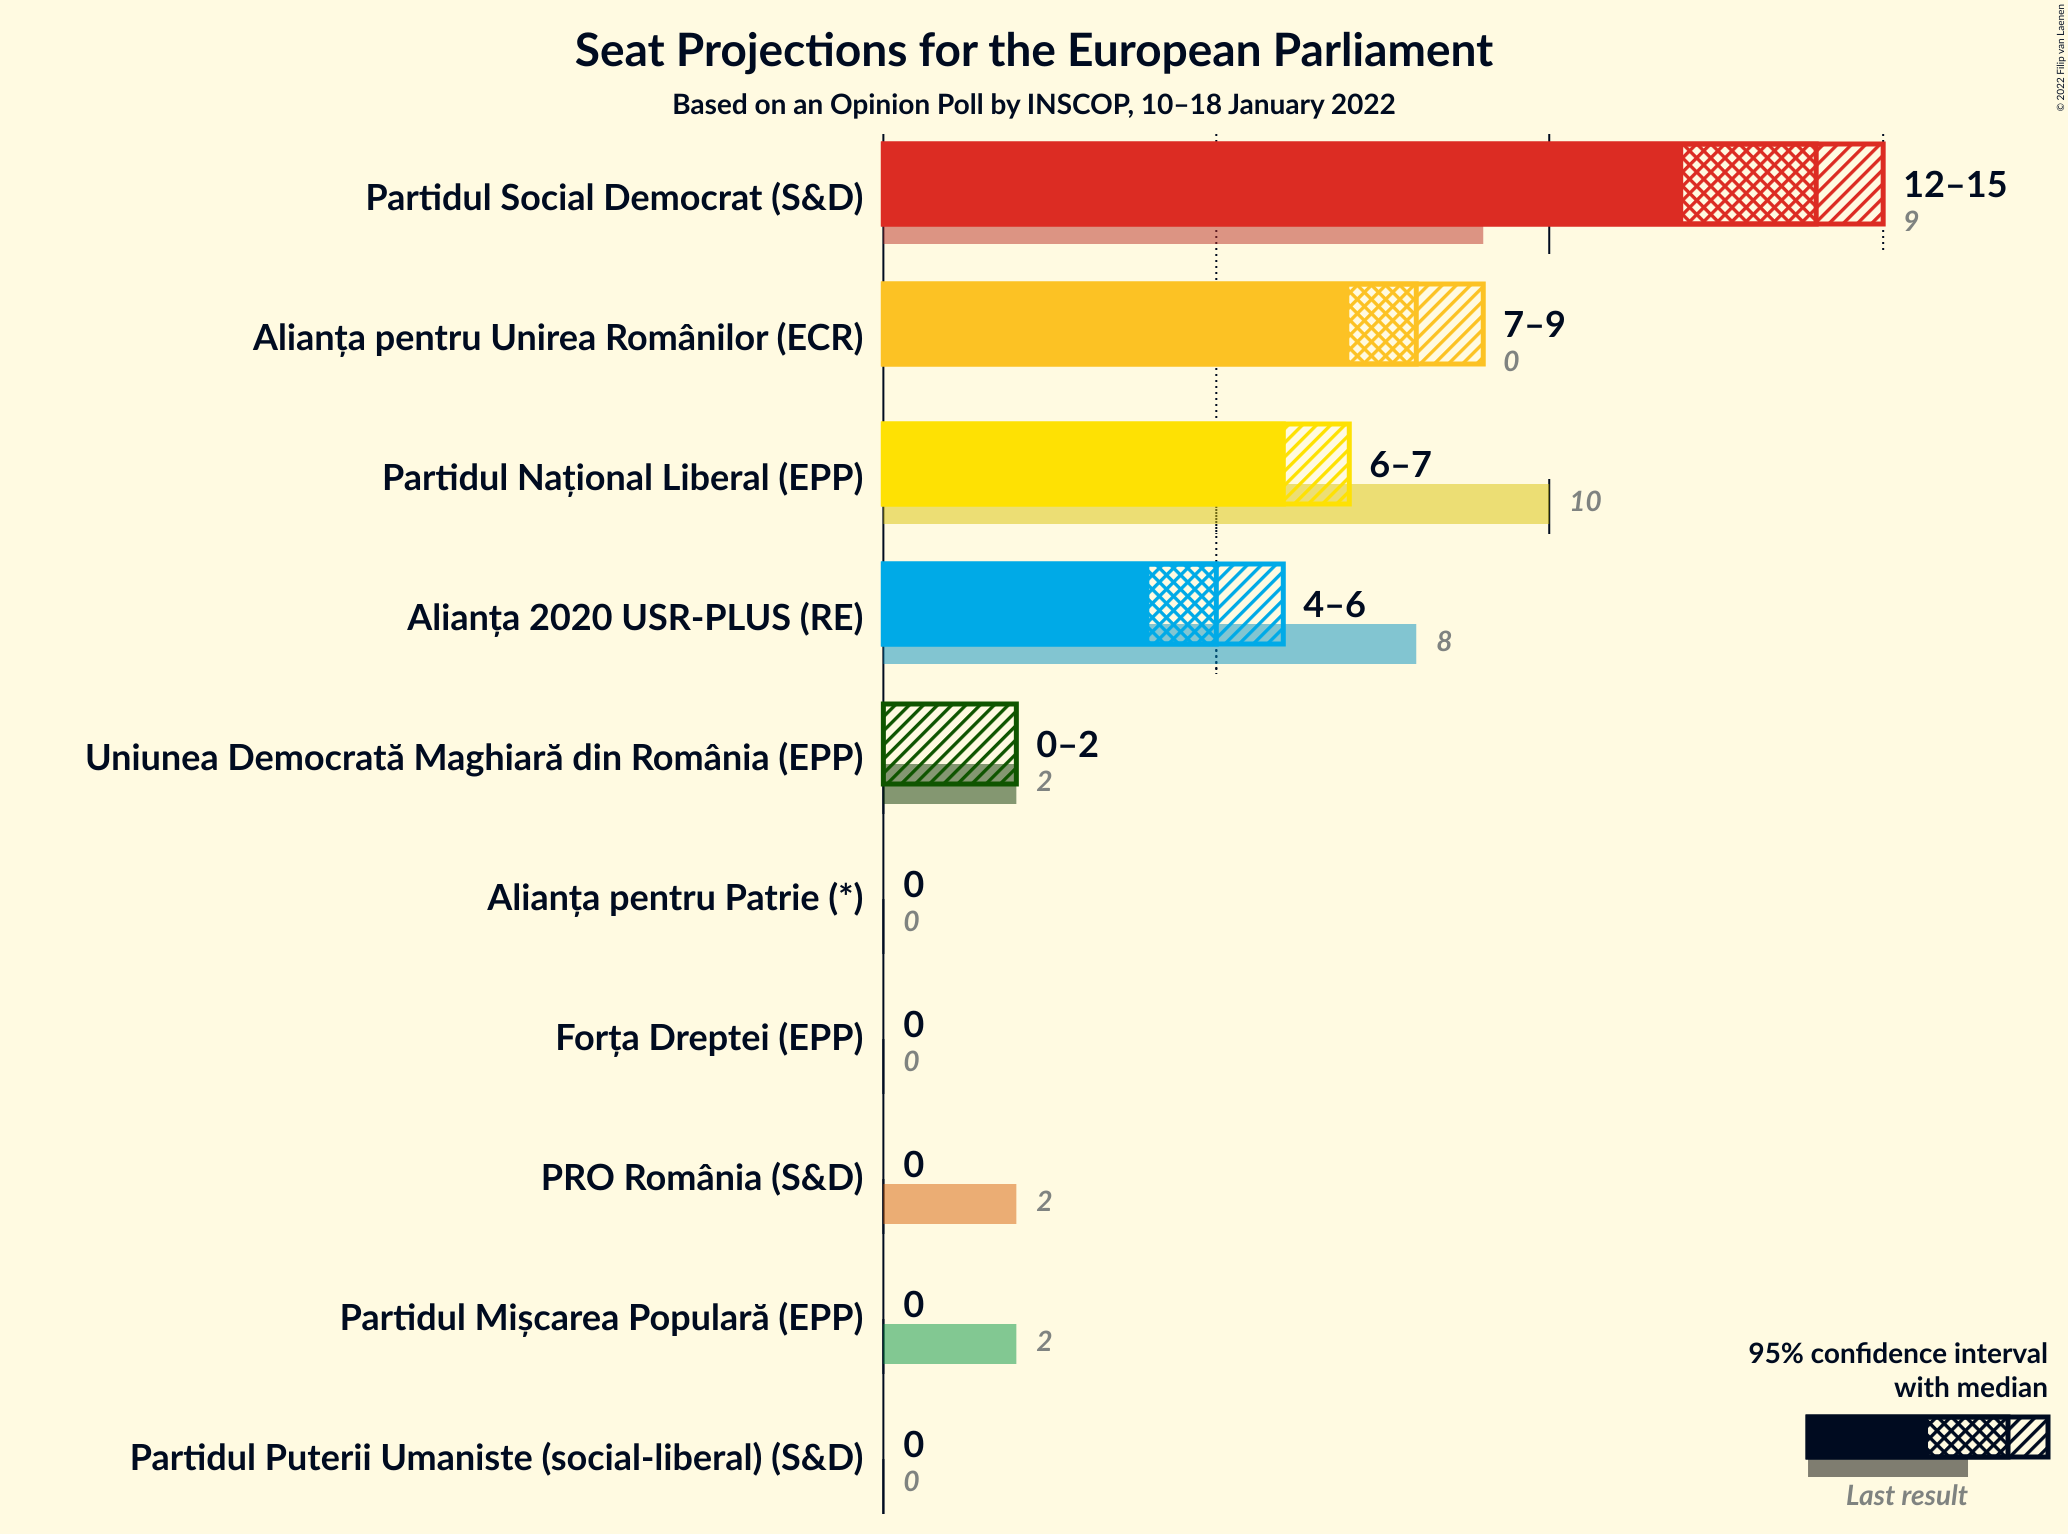 Seat Projections for the European Parliament
Based on an Opinion Poll by INSCOP, 10–18 January 2022
© 2022 Filip van Laenen
Partidul Social Democrat (S&D)
12–15
9
Alianța pentru Unirea Românilor (ECR)
7–9
0
Partidul Național Liberal (EPP)
6–7
10
Alianța 2020 USR-PLUS (RE)
4–6
8
Uniunea Democrată Maghiară din România (EPP)
0–2
2
Alianța pentru Patrie (*)
0
0
Forța Dreptei (EPP)
0
0
PRO România (S&D)
0
2
Partidul Mișcarea Populară (EPP)
0
2
Partidul Puterii Umaniste (social-liberal) (S&D)
0
0
95% confidence interval
with median
Last result